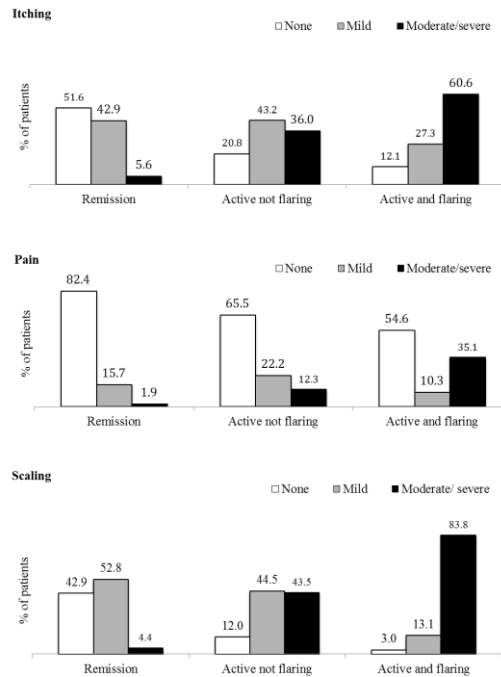 Itching
None Mild Moderate/severe
% of patients
51.6 42.9 5.6 20.8 43.2 36.0 12.1 27.3 60.6
Remission Active not flaring Active and flaring
Pain
None Mild Moderate/severe
% of patients
82.4 15.7 1.9 65.5 22.2 12.3 54.6 10.3 35.1
Remission Active not flaring Active and flaring
Scaling
None Mild Moderate/ severe
% of patients
42.9 52.8 4.4 12.0 44.5 43.5 3.0 13.1 83.8
Remission Active not flaring Active and flaring